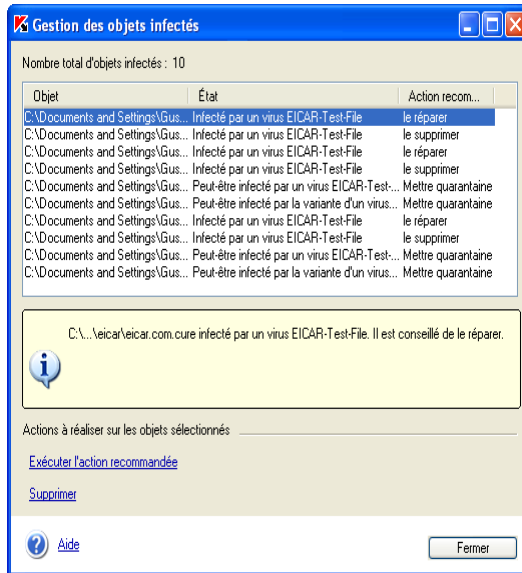 Gestion des objets infectés
Nombre total d'objets infectés : 10
Objet État Action recom...
C:\Documents and Settings\Gus... Infecté par un virus EICAR-Test-File le réparer
C:\Documents and Settings\Gus... Infecté par un virus EICAR-Test-File le supprimer
C:\Documents and Settings\Gus... Infecté par un virus EICAR-Test-File le réparer
C:\Documents and Settings\Gus... Infecté par un virus EICAR-Test-File le supprimer
C:\Documents and Settings\Gus... Peut-être infecté par un virus EICAR-Test-... Mettre quarantaine
C:\Documents and Settings\Gus... Peut-être infecté par la variante d'un virus... Mettre quarantaine
C:\Documents and Settings\Gus... Infecté par un virus EICAR-Test-File le réparer
C:\Documents and Settings\Gus... Infecté par un virus EICAR-Test-File le supprimer
C:\Documents and Settings\Gus... Peut-être infecté par un virus EICAR-Test-... Mettre quarantaine
C:\Documents and Settings\Gus... Peut-être infecté par la variante d'un virus... Mettre quarantaine
C:\...\eicar\eicar.com.cure infecté par un virus EICAR-Test-File. Il est conseillé de le réparer.
Actions à réaliser sur les objets sélectionnés
Exécuter l'action recommandée
Supprimer
Aide
Fermer